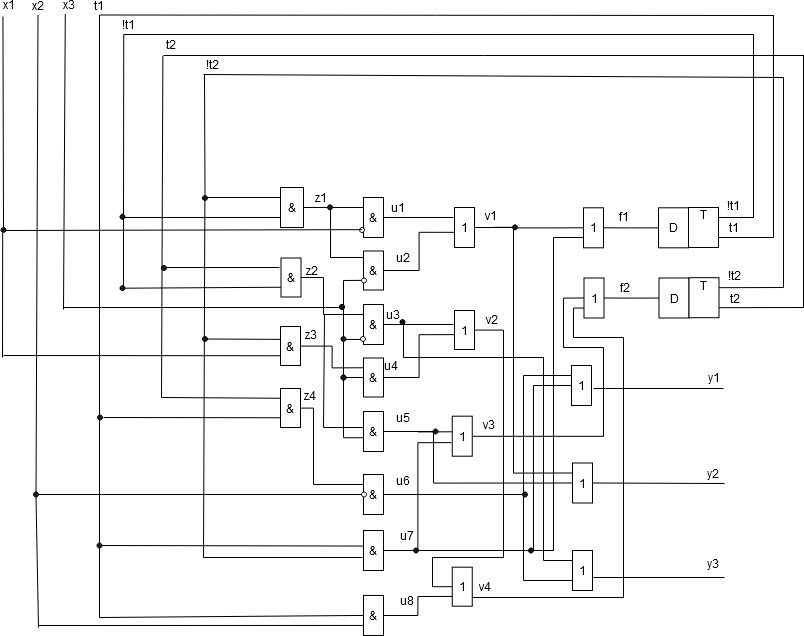 x1 x2 x3 t1
!t1
t2
!t2
& z1 & u1 1 v1 1 f1 D T !t1
t1
& u2
& z2 & u3 1 v2 1 f2 D T !t2
t2
& z3 & u4
1 y1
& z4 & u5 1 v3
& u6 1 y2
& u7
1 v4 1 y3
& u8